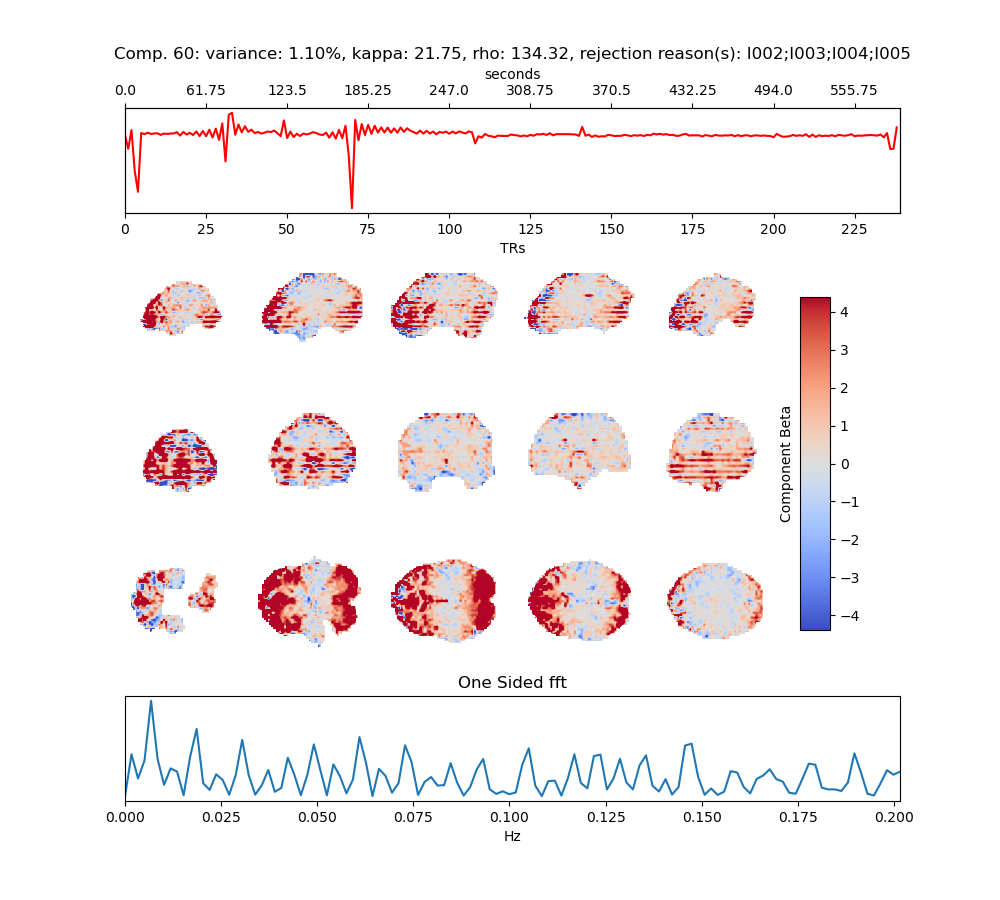 Comp. 60: variance: 1.10%, kappa: 21.75, rho: 134.32, rejection reason(s): I002;I003;I004;I005
seconds
0.0 61.75 123.5 185.25 247.0 308.75 370.5 432.25 494.0 555.75
0 25 50 75 100 125 150 175 200 225
TRs
4
3
2
1
0
−1
−2
−3
−4
Component Beta
One Sided fft
0.000 0.025 0.050 0.075 0.100 0.125 0.150 0.175 0.200
Hz